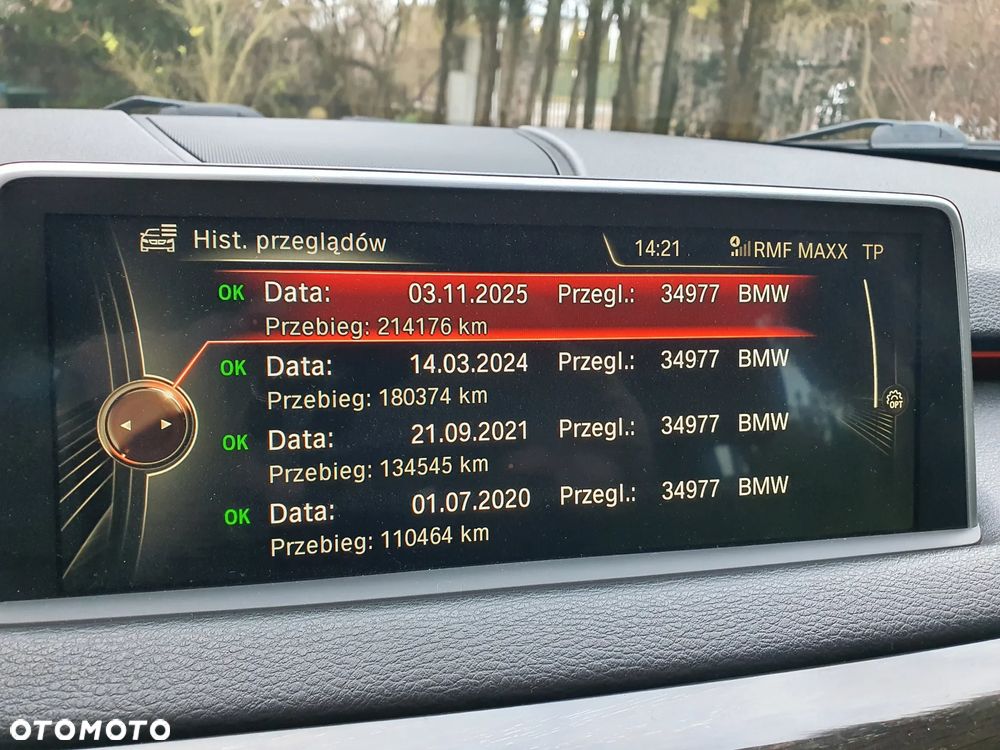 Hist. przeglądów 14:21 4 RMF MAXX TP
OK Data: 03.11.2025 Przegl.: 34977 BMW
Przebieg: 214176 km
OK Data: 14.03.2024 Przegl.: 34977 BMW
Przebieg: 180374 km
OK Data: 21.09.2021 Przegl.: 34977 BMW
Przebieg: 134545 km
OK Data: 01.07.2020 Przegl.: 34977 BMW
Przebieg: 110464 km
OPT
OTOMOTO